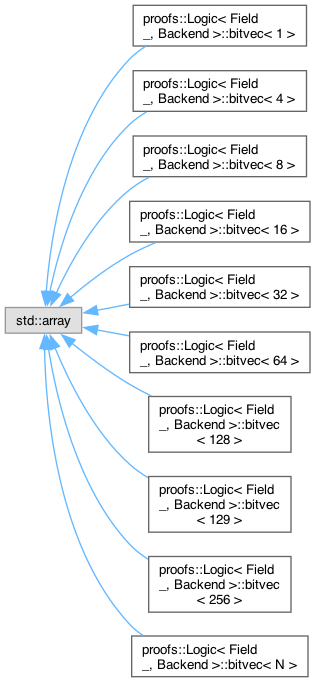 proofs::Logic< Field
_, Backend >::bitvec< 1 >
proofs::Logic< Field
_, Backend >::bitvec< 4 >
proofs::Logic< Field
_, Backend >::bitvec< 8 >
proofs::Logic< Field
_, Backend >::bitvec< 16 >
proofs::Logic< Field
_, Backend >::bitvec< 32 >
std::array
proofs::Logic< Field
_, Backend >::bitvec< 64 >
proofs::Logic< Field
_, Backend >::bitvec
< 128 >
proofs::Logic< Field
_, Backend >::bitvec
< 129 >
proofs::Logic< Field
_, Backend >::bitvec
< 256 >
proofs::Logic< Field
_, Backend >::bitvec< N >